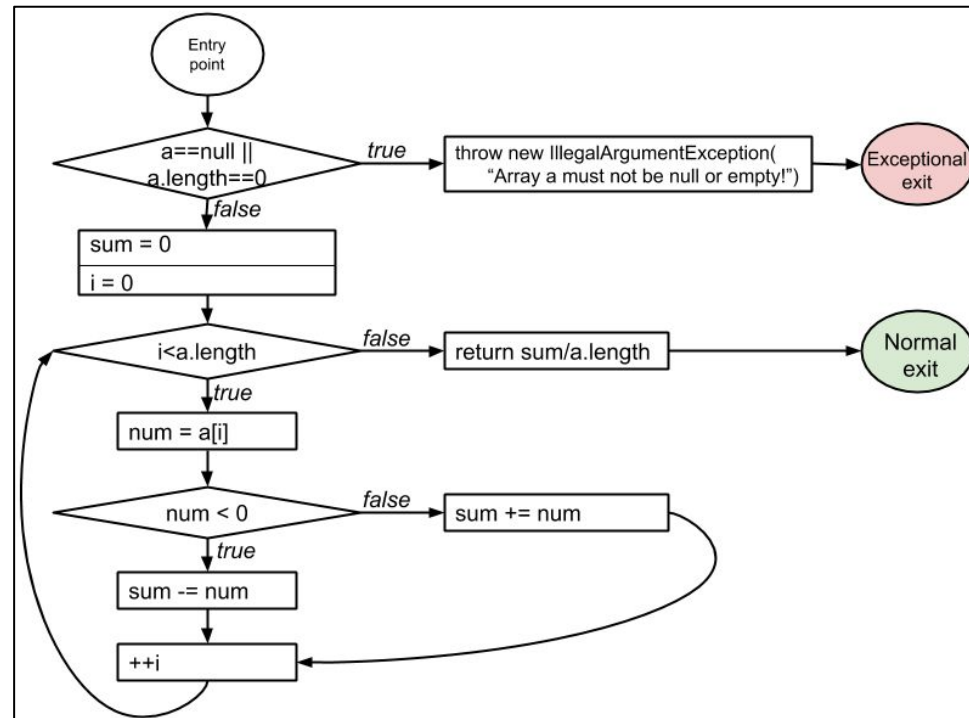 Entry
point
a==null ||
a.length==0
true
throw new IllegalArgumentException(
“Array a must not be null or empty!”)
Exceptional
exit
false
sum = 0
i = 0
i<a.length
false
return sum/a.length
Normal
exit
true
num = a[i]
num < 0
false
sum += num
true
sum -= num
++i